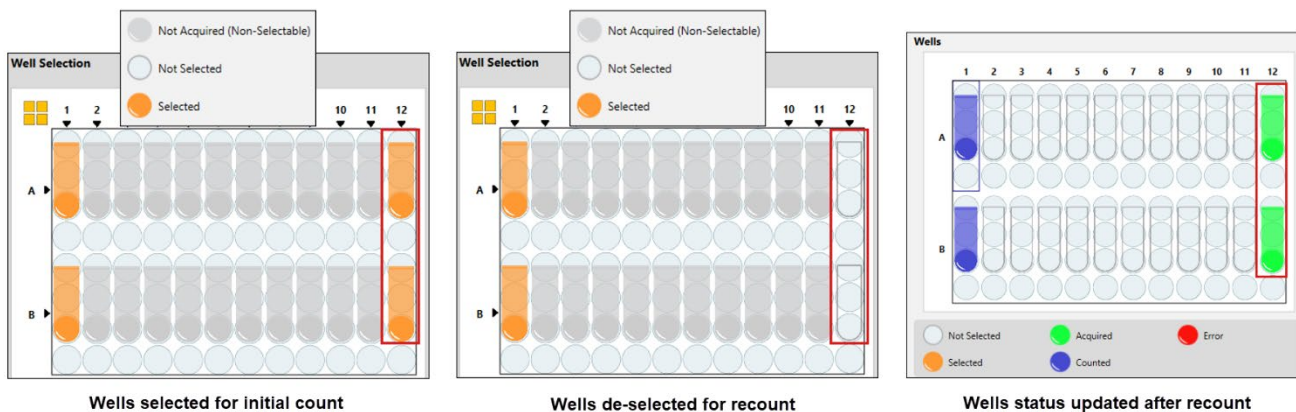 Not Acquired (Non-Selectable)
Well Selection
Not Selected
Selected
1 2 10 11 12
A
B
Wells selected for initial count
Not Acquired (Non-Selectable)
Well Selection
Not Selected
Selected
1 2 10 11 12
A
B
Wells de-selected for recount
Wells
1 2 3 4 5 6 7 8 9 10 11 12
A
B
Not Selected Acquired Error
Selected Counted
Wells status updated after recount